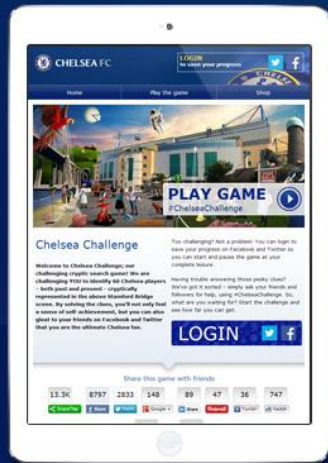 CHELSEA FC
LOGIN
to save your progress
Home Play the game Shop
PLAY GAME
#ChelseaChallenge
Chelsea Challenge
Welcome to Chelsea Challenge; our
challenging cryptic search game! We are
challenging YOU to identify 60 Chelsea players
- both past and present - cryptically
represented in the above Stamford Bridge
scene. By solving the clues, you'll not only feel
a sense of self-achievement, but you can also
gloat to your friends on Facebook and Twitter
that you are the ultimate Chelsea fan.
Too challenging? Not a problem! You can login to
save your progress on Facebook and Twitter so
you can start and pause the game at your
complete leisure.
Having trouble answering those pesky clues?
We've got it sorted - simply ask your friends and
followers for help, using #ChelseaChallenge. So,
what are you waiting for? Start the challenge and
see how far you can get.
LOGIN
Share this game with friends
13.3K 8797 2833 148 89 47 36 747
ShareThis Share Tweet Google + Share Pinterest Tumblr Reddit